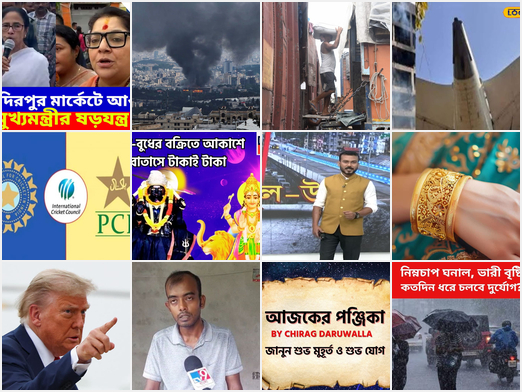 দিরপুর মার্কেটে আ
মুখ্যমন্ত্রীর ষড়যন্ত্র
International
Cricket Council
PC
-বুধের বক্রিতে আকাশে
বাতাসে টাকাই টাকা
ল-উ
9
আজকের পঞ্জিকা
BY CHIRAG DARUWALLA
জানুন শুভ মুহূর্ত ও শুভ যোগ
নিম্নচাপ ঘনাল, ভারী বৃষ্টি
কতদিন ধরে চলবে দুর্যোগ?